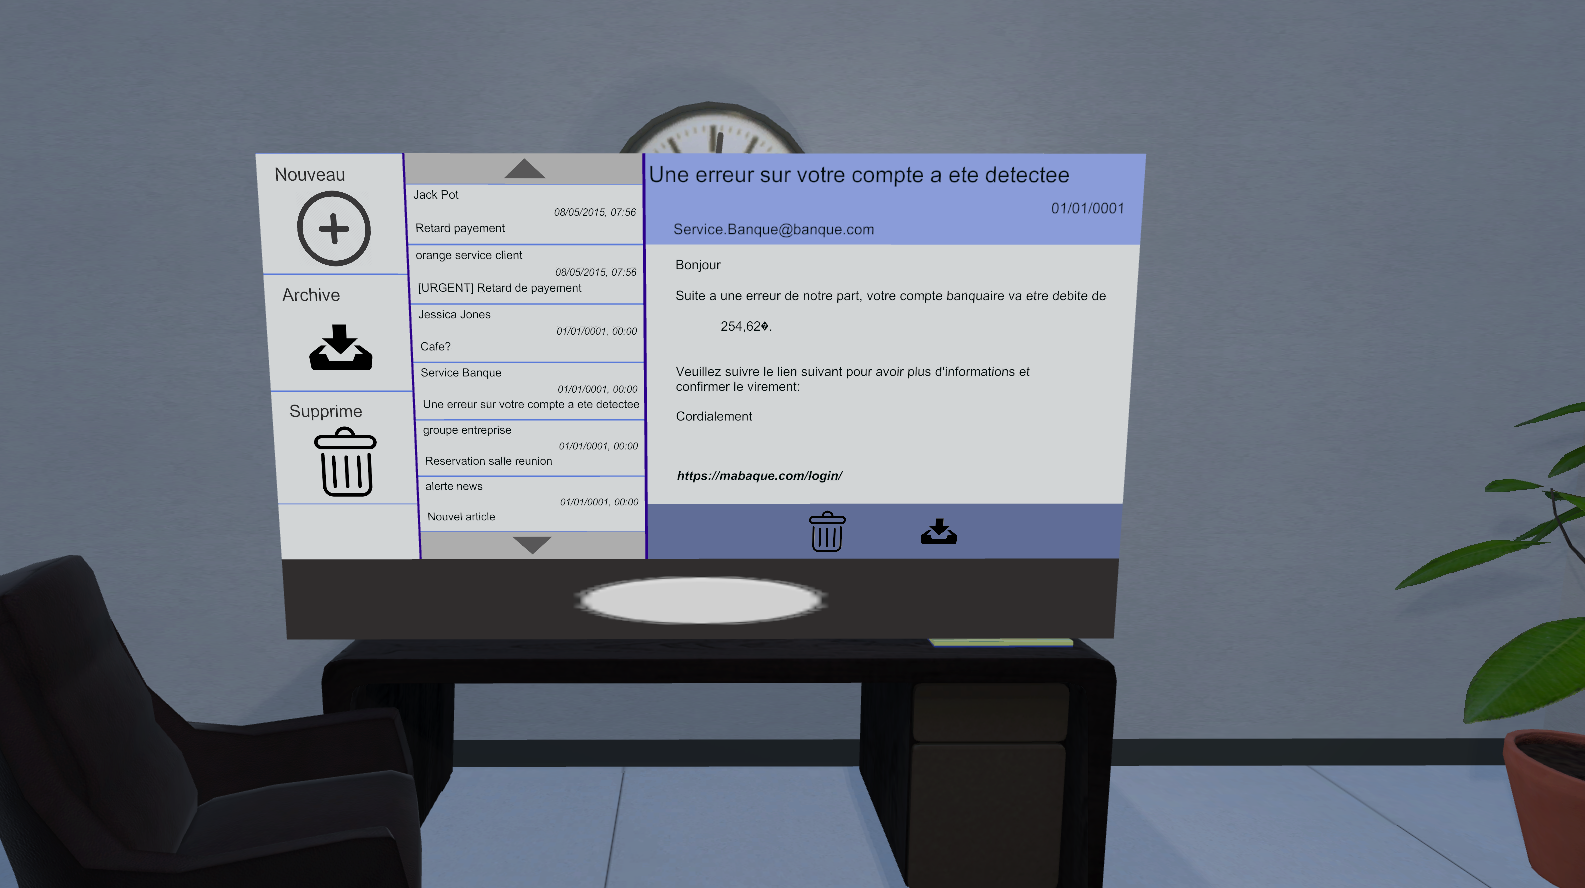 Nouveau
Archive
Supprime
Jack Pot
08/05/2015, 07:56
Retard payement
orange service client
08/05/2015, 07:56
[URGENT] Retard de payement
Jessica Jones
01/01/0001, 00:00
Cafe?
Service Banque
01/01/0001, 00:00
Une erreur sur votre compte a ete detectee
groupe entreprise
01/01/0001, 00:00
Reservation salle reunion
alerte news
01/01/0001, 00:00
Nouvel article
Une erreur sur votre compte a ete detectee
01/01/0001
Service.Banque@banque.com
Bonjour
Suite a une erreur de notre part, votre compte banquaire va etre debite de
254,62�.
Veuillez suivre le lien suivant pour avoir plus d'informations et
confirmer le virement:
Cordialement
https://mabaque.com/login/